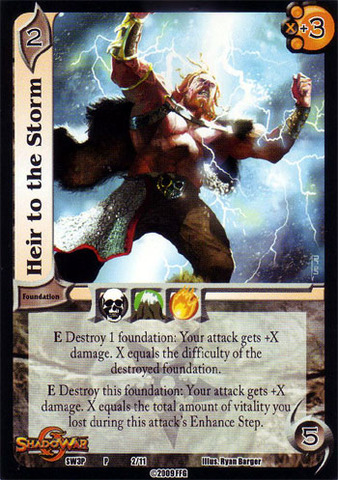 2
X +3
Heir to the Storm
Foundation
E Destroy 1 foundation: Your attack gets +X
damage. X equals the difficulty of the
destroyed foundation.
E Destroy this foundation: Your attack gets +X
damage. X equals the total amount of vitality you
lost during this attack's Enhance Step.
SHADOWAR
5
SW3P P 2/11 Illus. Ryan Barger
©2009 FFG